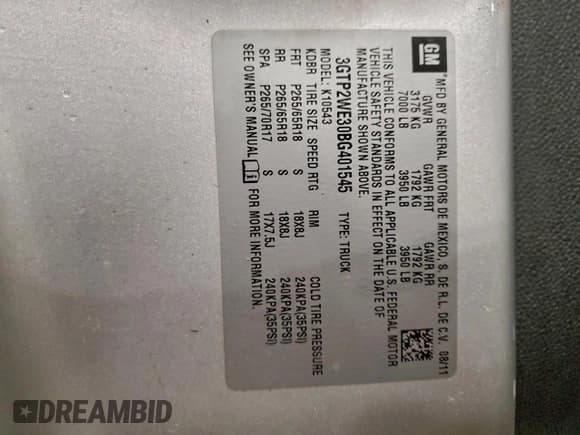 GM
MFD BY GENERAL MOTORS DE MEXICO, S. DE R.L. DE C.V. 08/11
GVWR GAWR FRT GAWR RR
3175 KG 1792 KG 1792 KG
7000 LB 3950 LB 3950 LB
THIS VEHICLE CONFORMS TO ALL APPLICABLE U.S. FEDERAL MOTOR
VEHICLE SAFETY STANDARDS IN EFFECT ON THE DATE OF
MANUFACTURE SHOWN ABOVE.
3GTP2WE30BG401545 TYPE: TRUCK
MODEL: K10543
KDBR TIRE SIZE SPEED RTG RIM COLD TIRE PRESSURE
FRT P265/65R18 S 18X8J 240KPA(35PSI)
RR P265/65R18 S 18X8J 240KPA(35PSI)
SPA P265/70R17 S 17X7.5J 240KPA(35PSI)
SEE OWNER'S MANUAL FOR MORE INFORMATION.
DREAMBID